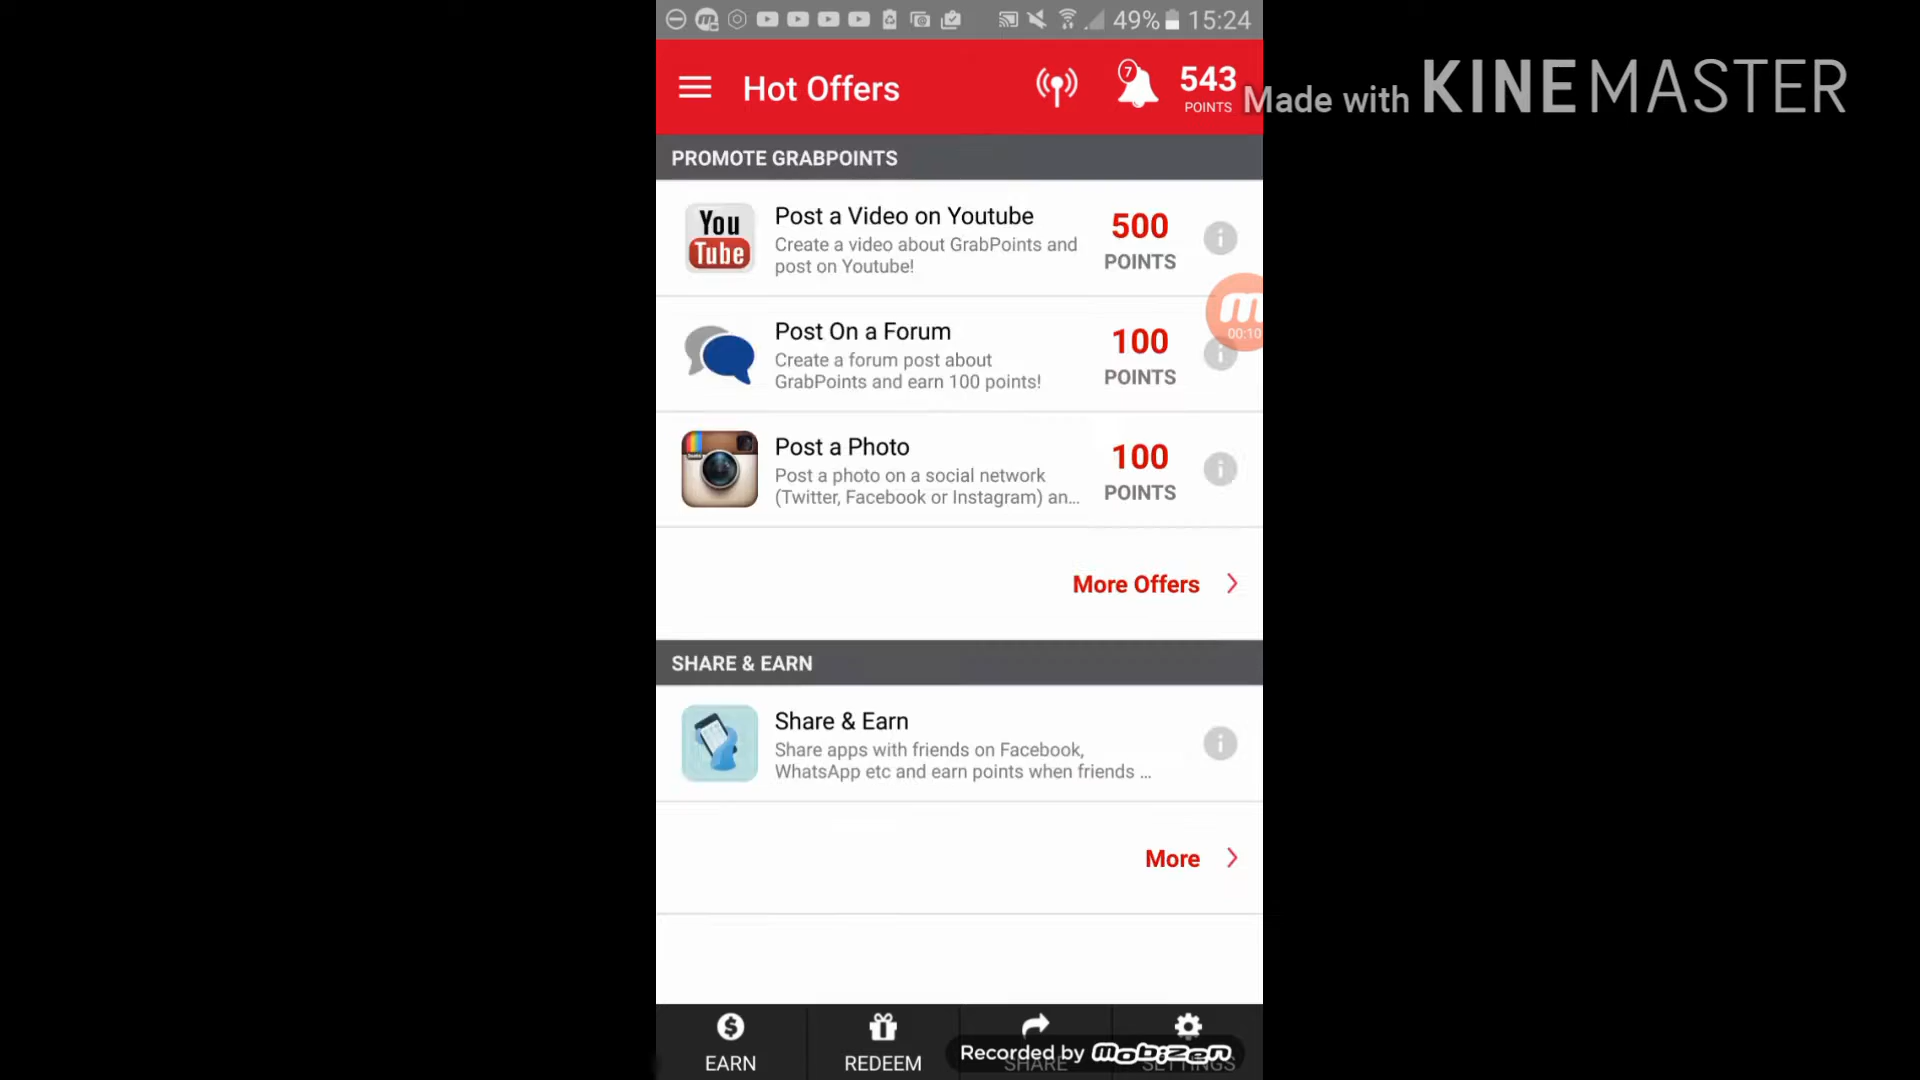 49% 15:24
Hot Offers
7
543
POINTS
Made with KINEMASTER
PROMOTE GRABPOINTS
You
Tube
Post a Video on Youtube
Create a video about GrabPoints and
post on Youtube!
500
POINTS
00:10
Post On a Forum
Create a forum post about
GrabPoints and earn 100 points!
100
POINTS
Post a Photo
Post a photo on a social network
(Twitter, Facebook or Instagram) an...
100
POINTS
More Offers
SHARE & EARN
Share & Earn
Share apps with friends on Facebook,
WhatsApp etc and earn points when friends ...
More
EARN
REDEEM
SHARE
SETTINGS
Recorded by mobizen